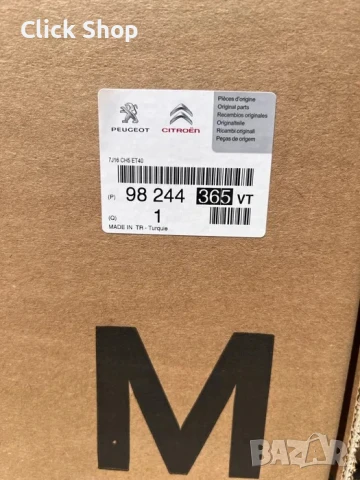 Click Shop
PEUGEOT
CITROËN
Pièces d'origine
Original parts
Recambios originales
Originalteile
Ricambi originali
Peças de origem
7J16 CH5 ET40
(P) 98 244 365 VT
(Q) 1
MADE IN TR - Turquie
M
BAZAR